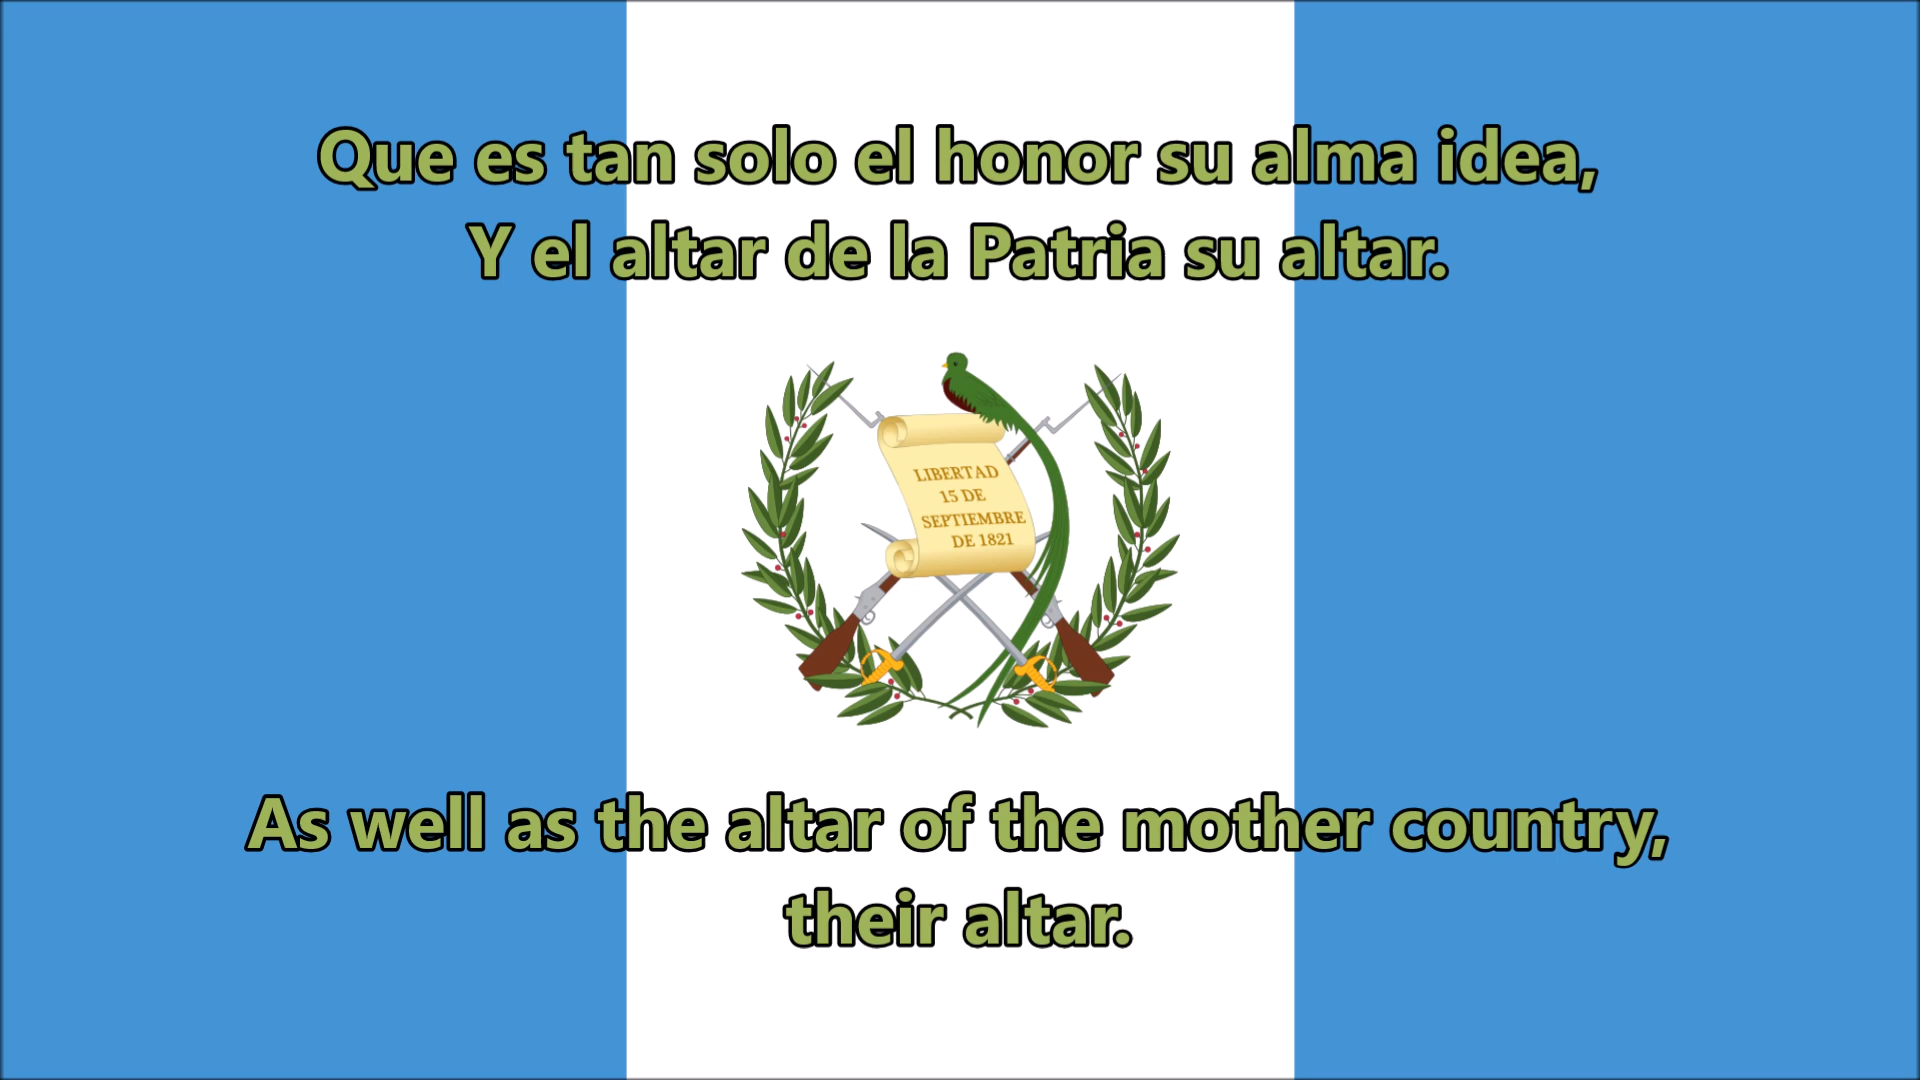 Que es tan solo el honor su alma idea,
Y el altar de la Patria su altar.
LIBERTAD
15 DE
SEPTIEMBRE
DE 1821
As well as the altar of the mother country,
their altar.